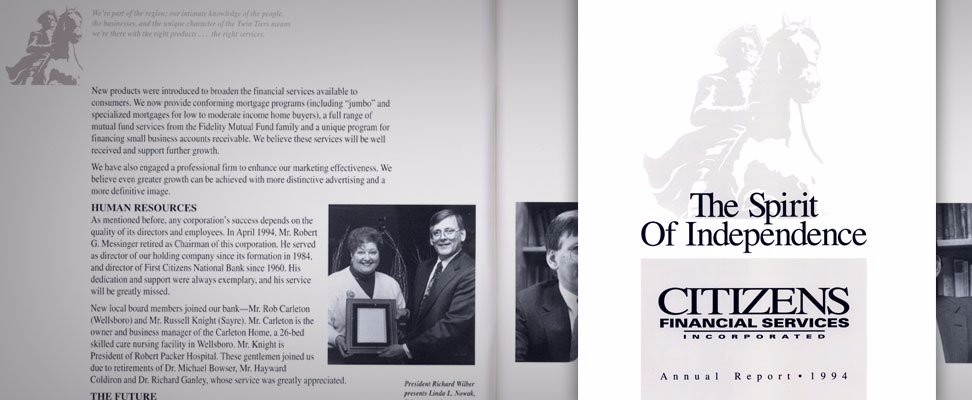 We're part of the region; our intimate knowledge of the people,
the businesses, and the unique character of the Twin Tiers means
we're there with the right products . . . the right services.
New products were introduced to broaden the financial services available to
consumers. We now provide conforming mortgage programs (including "jumbo" and
specialized mortgages for low to moderate income home buyers), a full range of
mutual fund services from the Fidelity Mutual Fund family and a unique program for
financing small business accounts receivable. We believe these services will be well
received and support further growth.
We have also engaged a professional firm to enhance our marketing effectiveness. We
believe even greater growth can be achieved with more distinctive advertising and a
more definitive image.
HUMAN RESOURCES
As mentioned before, any corporation's success depends on the
quality of its directors and employees. In April 1994, Mr. Robert
G. Messinger retired as Chairman of this corporation. He served
as director of our holding company since its formation in 1984,
and director of First Citizens National Bank since 1960. His
dedication and support were always exemplary, and his service
will be greatly missed.
New local board members joined our bank—Mr. Rob Carleton
(Wellsboro) and Mr. Russell Knight (Sayre). Mr. Carleton is the
owner and business manager of the Carleton Home, a 26-bed
skilled care nursing facility in Wellsboro. Mr. Knight is
President of Robert Packer Hospital. These gentlemen joined us
due to retirements of Dr. Michael Bowser, Mr. Hayward
Coldiron and Dr. Richard Ganley, whose service was greatly appreciated.
THE FUTURE
President Richard Wilber
presents Linda L. Nowak,
The Spirit
Of Independence
CITIZENS
FINANCIAL SERVICES
INCORPORATED
Annual Report • 1994